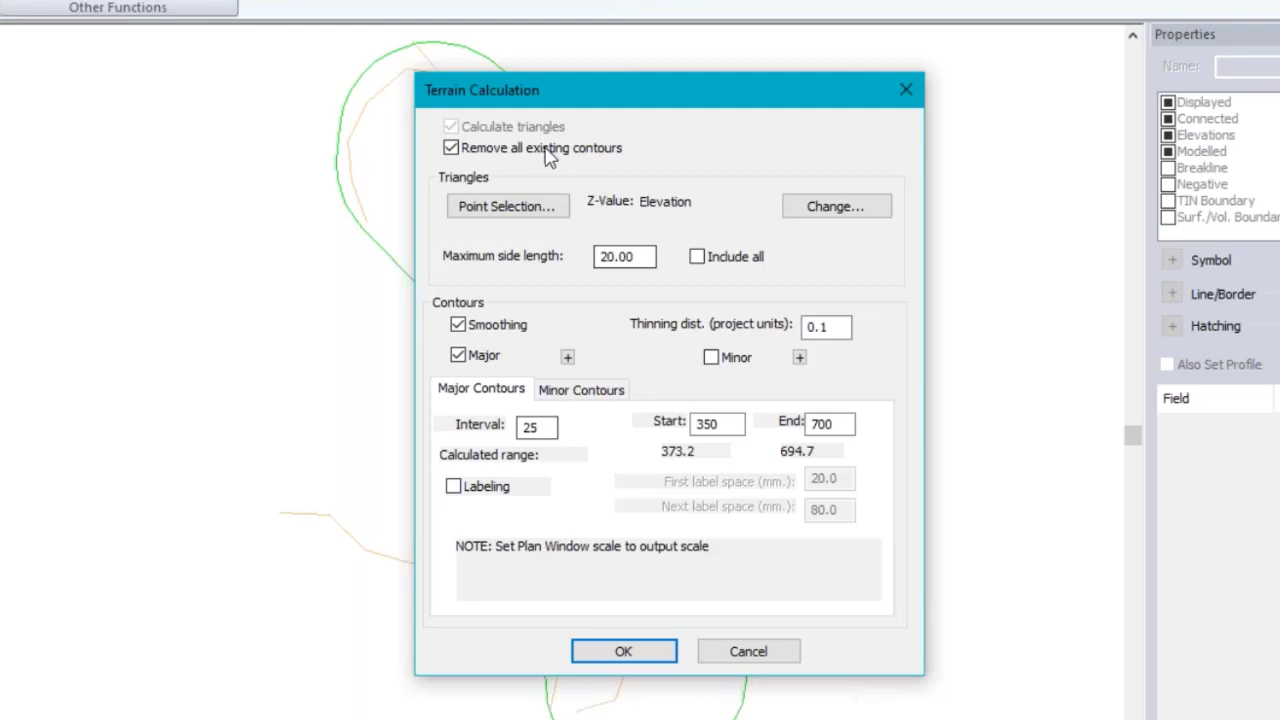 Other Functions
Properties
Name:
Displayed
Connected
Elevations
Modelled
Breakline
Negative
TIN Boundary
Surf./Vol. Bounda
Symbol
Line/Border
Hatching
Also Set Profile
Field
Terrain Calculation
Calculate triangles
Remove all existing contours
Triangles
Point Selection... Z-Value: Elevation Change...
Maximum side length: 20.00 Include all
Contours
Smoothing Thinning dist. (project units): 0.1
Major + Minor +
Major Contours Minor Contours
Interval: 25 Start: 350 End: 700
Calculated range: 373.2 694.7
Labeling First label space (mm.): 20.0
Next label space (mm.): 80.0
NOTE: Set Plan Window scale to output scale
OK Cancel